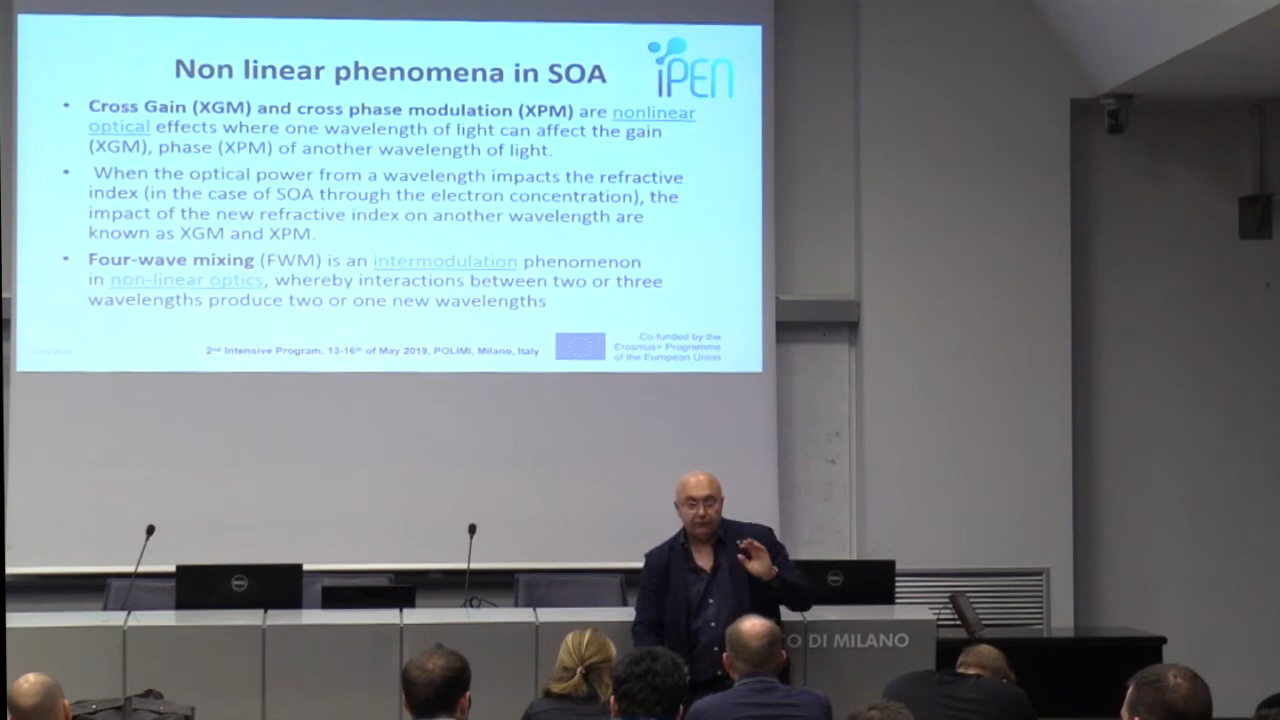 Non linear phenomena in SOA
iPEN
• Cross Gain (XGM) and cross phase modulation (XPM) are nonlinear
optical effects where one wavelength of light can affect the gain
(XGM), phase (XPM) of another wavelength of light.
• When the optical power from a wavelength impacts the refractive
index (in the case of SOA through the electron concentration), the
impact of the new refractive index on another wavelength are
known as XGM and XPM.
• Four-wave mixing (FWM) is an intermodulation phenomenon
in non-linear optics, whereby interactions between two or three
wavelengths produce two or one new wavelengths
2nd Intensive Program, 13-16th of May 2019, POLIMI, Milano, Italy
Co-funded by the
Erasmus+ Programme
of the European Union
DELL
DELL
DI MILANO